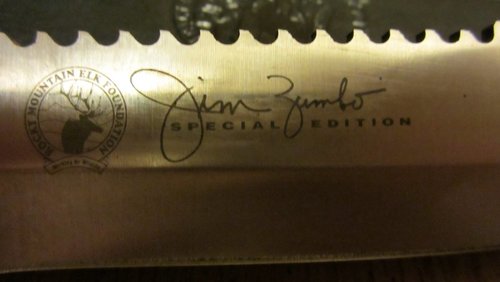 ROCKY MOUNTAIN ELK FOUNDATION
Jim Zumbo
SPECIAL EDITION